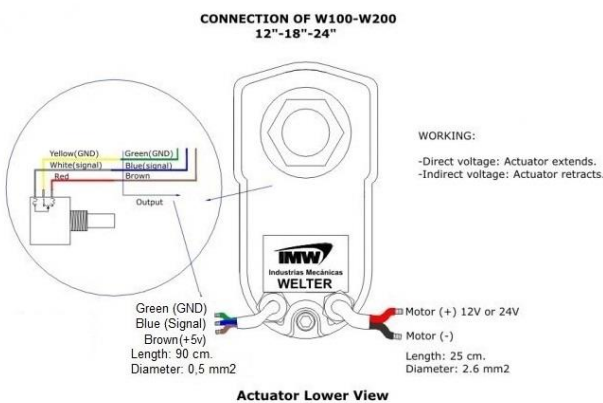 CONNECTION OF W100-W200
12"-18"-24"
Yellow(GND)
Green(GND)
White(signal)
Blue(signal)
Red
Brown
Output
WORKING:
-Direct voltage: Actuator extends.
-Indirect voltage: Actuator retracts.
IMW
Industrias Mecánicas
WELTER
Green (GND)
Blue (Signal)
Brown(+5v)
Length: 90 cm.
Diameter: 0,5 mm2
Motor (+) 12V or 24V
Motor (-)
Length: 25 cm.
Diameter: 2.6 mm2
Actuator Lower View